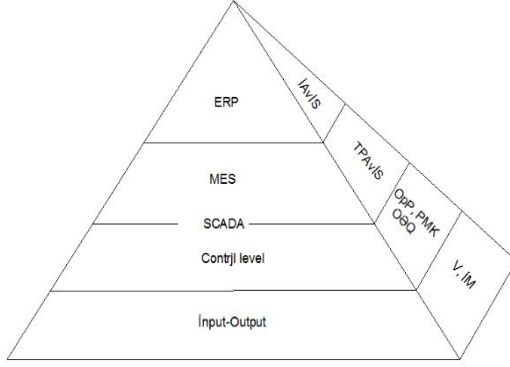 ERP
İAvİS
MES
TPAvİS
SCADA
OpP, PMK
OƏQ
Contrjl level
V, İM
İnput-Output